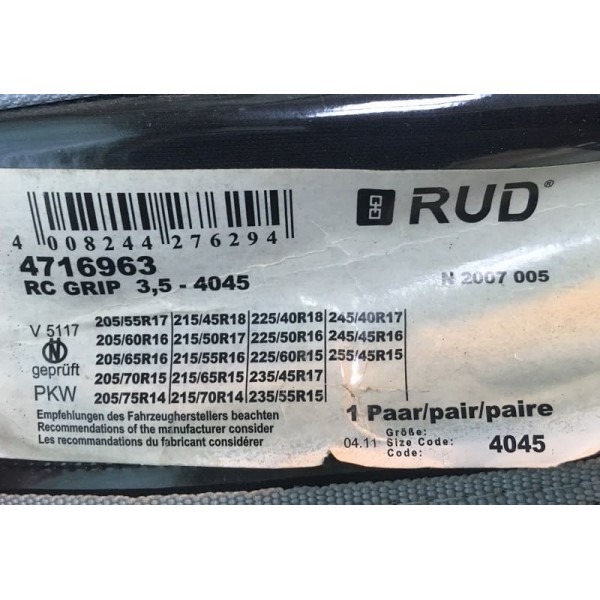 RUD®
4 008244 276294
4716963
RC GRIP 3,5 - 4045
N 2007 005
V 5117
geprüft
PKW
205/55R17 215/45R18 225/40R18 245/40R17
205/60R16 215/50R17 225/50R16 245/45R16
205/65R16 215/55R16 225/60R15 255/45R15
205/70R15 215/65R15 235/45R17
205/75R14 215/70R14 235/55R15
Empfehlungen des Fahrzeugherstellers beachten
Recommendations of the manufacturer consider
Les recommandations du fabricant considérer
1 Paar/pair/paire
04.11
Größe:
Size Code:
Code:
4045